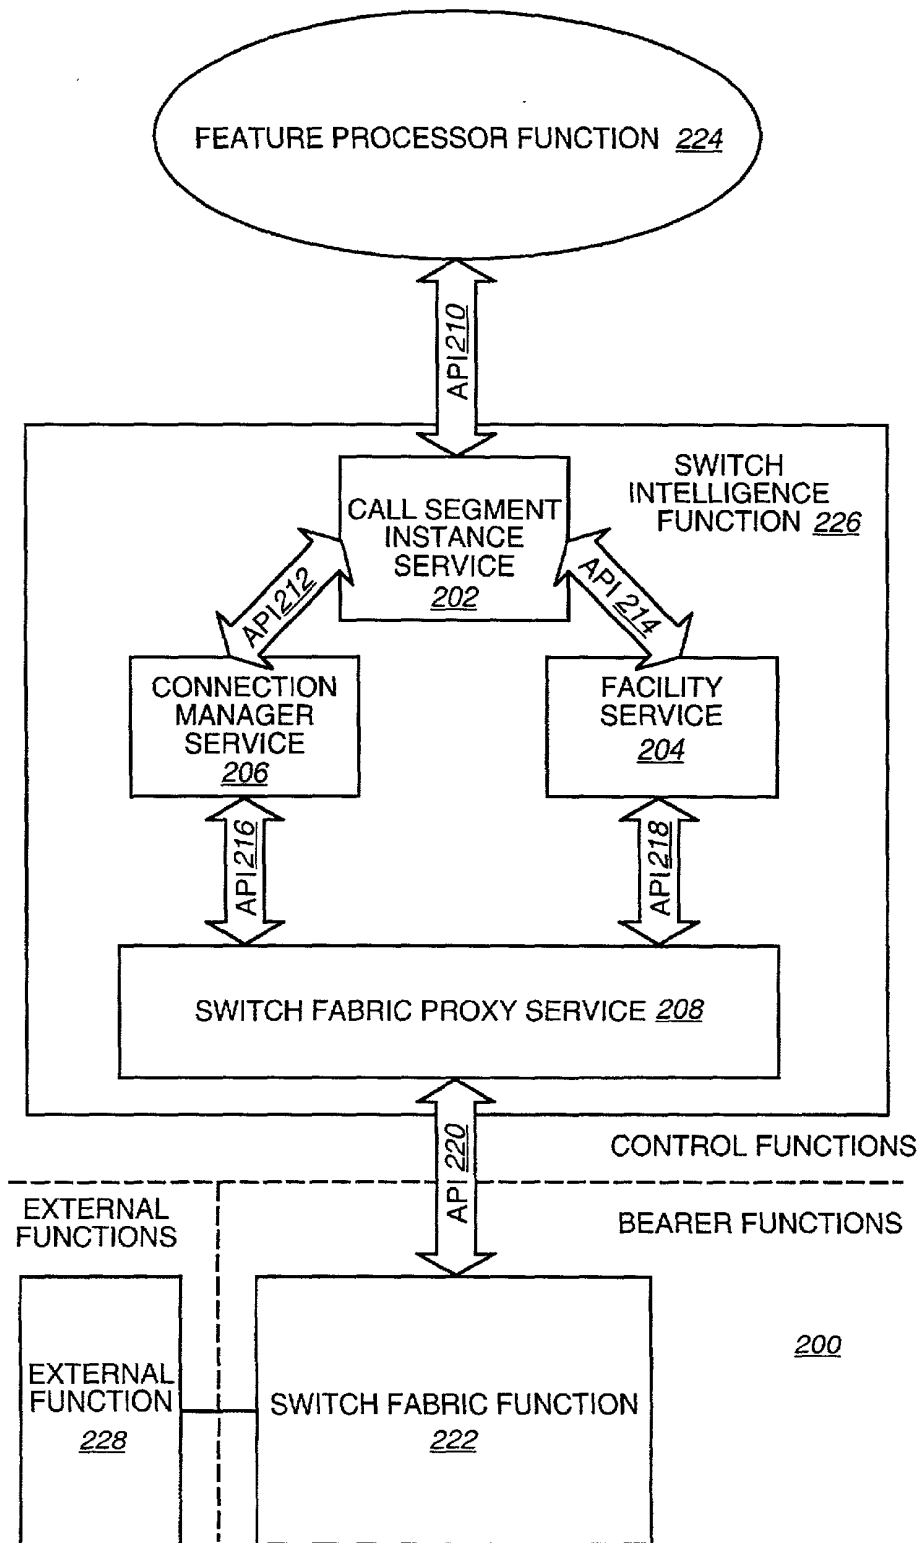 FEATURE PROCESSOR FUNCTION 224
API 210
SWITCH
INTELLIGENCE
FUNCTION 226
CALL SEGMENT
INSTANCE
SERVICE
202
API 212
API 214
CONNECTION
MANAGER
SERVICE
206
FACILITY
SERVICE
204
API 216
API 218
SWITCH FABRIC PROXY SERVICE 208
API 220
CONTROL FUNCTIONS
EXTERNAL
FUNCTIONS
BEARER FUNCTIONS
200
EXTERNAL
FUNCTION
228
SWITCH FABRIC FUNCTION
222